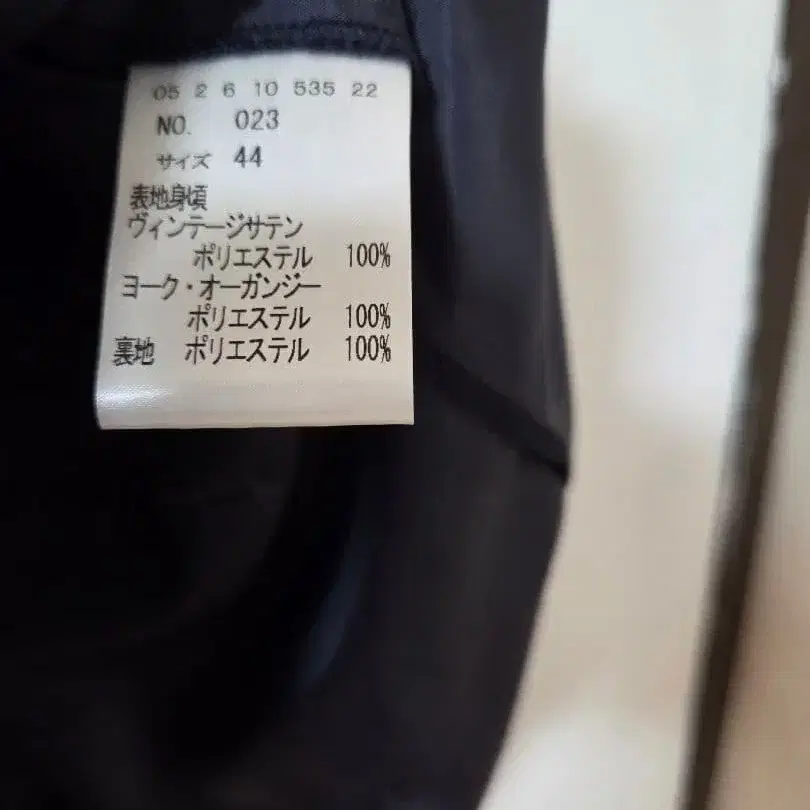 05 2 6 10 535 22
NO. 023
サイズ 44
表地身頃
ヴィンテージサテン
ポリエステル 100%
ヨーク・オーガンジー
ポリエステル 100%
裏地 ポリエステル 100%